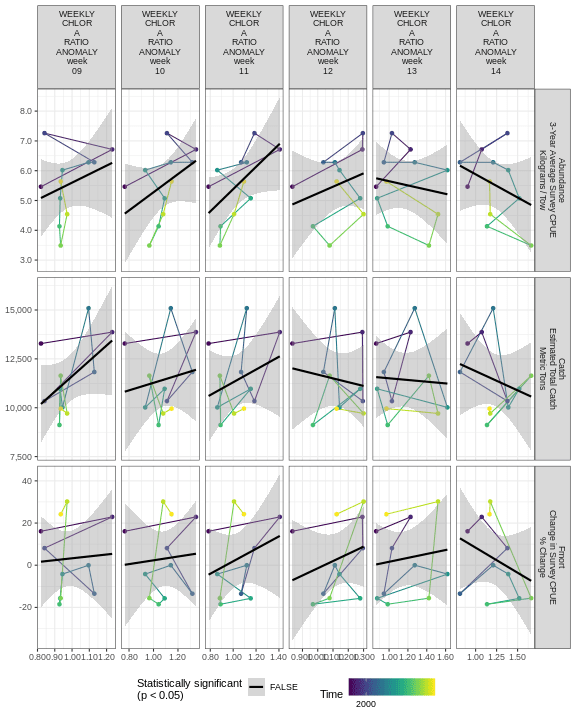 WEEKLY
CHLOR
A
RATIO
ANOMALY
week
09
WEEKLY
CHLOR
A
RATIO
ANOMALY
week
10
WEEKLY
CHLOR
A
RATIO
ANOMALY
week
11
WEEKLY
CHLOR
A
RATIO
ANOMALY
week
12
WEEKLY
CHLOR
A
RATIO
ANOMALY
week
13
WEEKLY
CHLOR
A
RATIO
ANOMALY
week
14
8.0
7.0
6.0
5.0
4.0
3.0
Abundance
3-Year Average Survey CPUE
Kilograms / Tow
15,000
12,500
10,000
7,500
Catch
Estimated Total Catch
Metric Tons
40
20
0
-20
Fmort
Change in Survey CPUE
% Change
0.80 0.90 1.00 1.10 1.20
0.80 1.00 1.20
0.80 1.00 1.20 1.40
0.90 1.00 1.10 1.20 1.30
1.00 1.20 1.40 1.60
1.00 1.25 1.50
Statistically significant
(p < 0.05)
FALSE
Time
2000